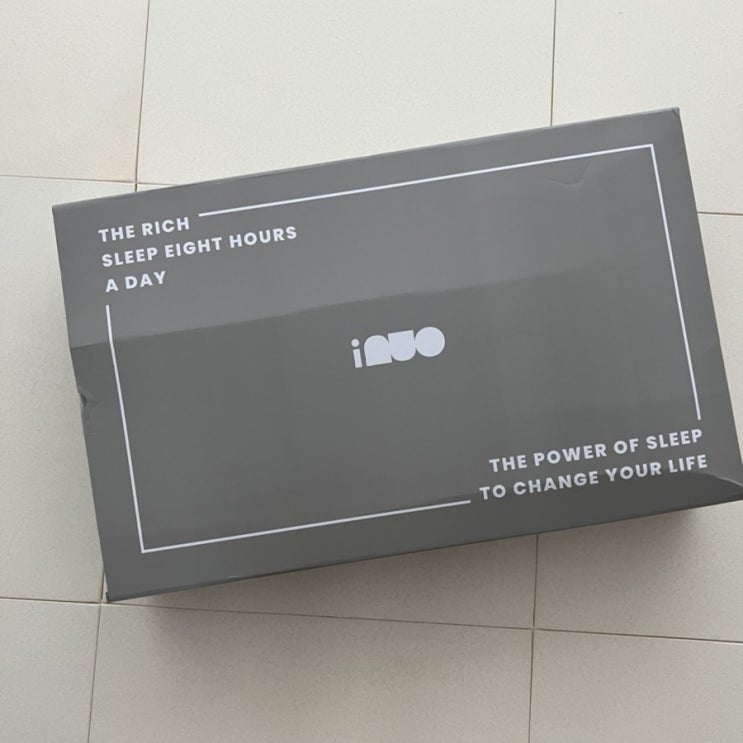 THE RICH
SLEEP EIGHT HOURS
A DAY
inuo
THE POWER OF SLEEP
TO CHANGE YOUR LIFE